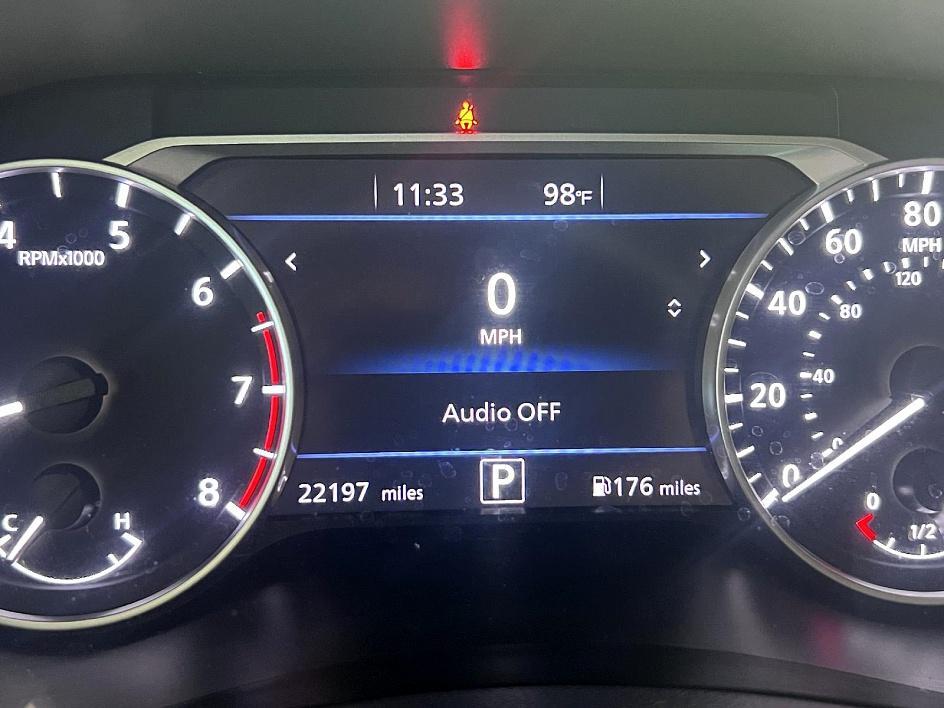 11:33 98°F
4 5 6 7 8
RPMx1000
C H
0
MPH
Audio OFF
22197 miles P 176 miles
0 20 40 60 80
MPH
0 40 80 120
0 1/2